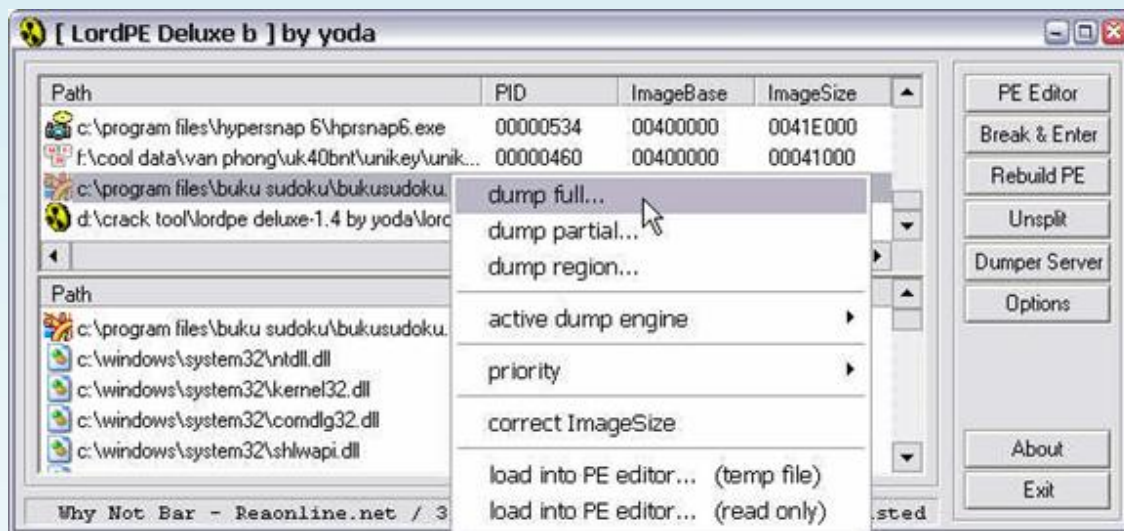 [ LordPE Deluxe b ] by yoda
Path PID ImageBase ImageSize
c:\program files\hypersnap 6\hprsnap6.exe 00000534 00400000 0041E000
f:\cool data\van phong\uk40bnt\unikey\unik... 00000460 00400000 00041000
c:\program files\buku sudoku\bukusudoku.
d:\crack tool\lordpe deluxe-1.4 by yoda\lord
Path
c:\program files\buku sudoku\bukusudoku.
c:\windows\system32\ntdll.dll
c:\windows\system32\kernel32.dll
c:\windows\system32\comdlg32.dll
c:\windows\system32\shlwapi.dll
dump full...
dump partial...
dump region...
active dump engine
priority
correct ImageSize
load into PE editor... (temp file)
load into PE editor... (read only)
PE Editor
Break & Enter
Rebuild PE
Unsplit
Dumper Server
Options
About
Exit
Why Not Bar - Reaonline.net / 3 sted